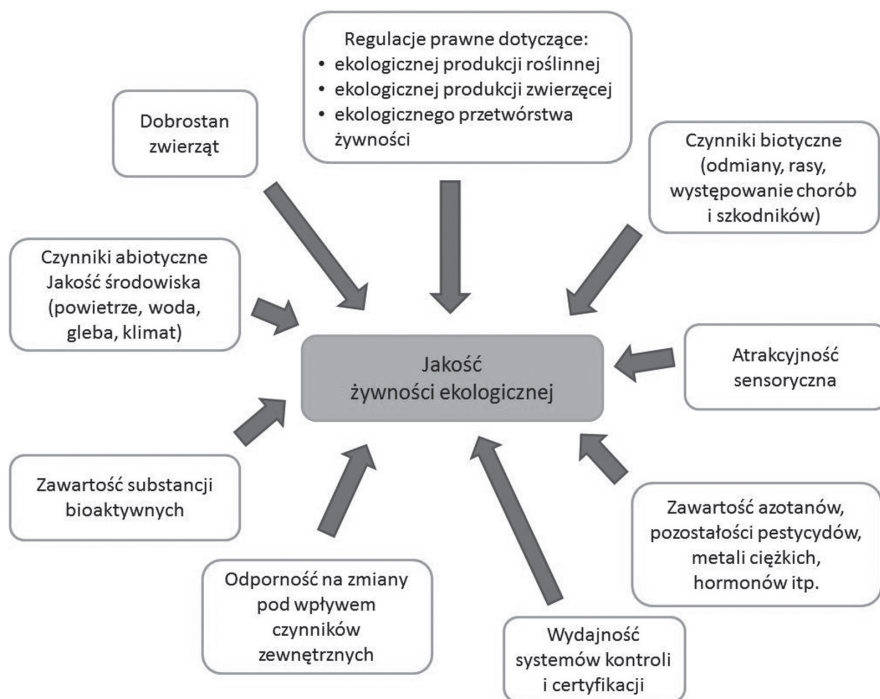 Regulacje prawne dotyczące:
• ekologicznej produkcji roślinnej
• ekologicznej produkcji zwierzęcej
• ekologicznego przetwórstwa
żywności
Dobrostan
zwierząt
Czynniki biotyczne
(odmiany, rasy,
występowanie chorób
i szkodników)
Czynniki abiotyczne
Jakość środowiska
(powietrze, woda,
gleba, klimat)
Jakość
żywności ekologicznej
Atrakcyjność
sensoryczna
Zawartość substancji
bioaktywnych
Zawartość azotanów,
pozostałości pestycydów,
metali ciężkich,
hormonów itp.
Odporność na zmiany
pod wpływem
czynników
zewnętrznych
Wydajność
systemów kontroli
i certyfikacji